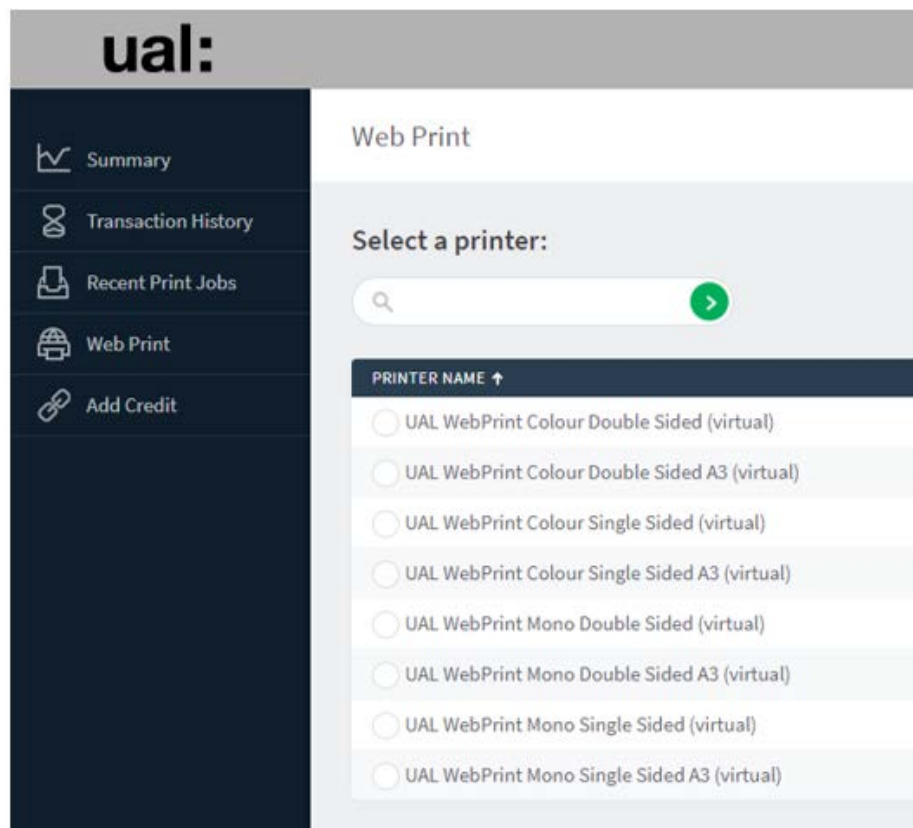 ual:
Summary
Transaction History
Recent Print Jobs
Web Print
Add Credit
Web Print
Select a printer:
PRINTER NAME ↑
UAL WebPrint Colour Double Sided (virtual)
UAL WebPrint Colour Double Sided A3 (virtual)
UAL WebPrint Colour Single Sided (virtual)
UAL WebPrint Colour Single Sided A3 (virtual)
UAL WebPrint Mono Double Sided (virtual)
UAL WebPrint Mono Double Sided A3 (virtual)
UAL WebPrint Mono Single Sided (virtual)
UAL WebPrint Mono Single Sided A3 (virtual)